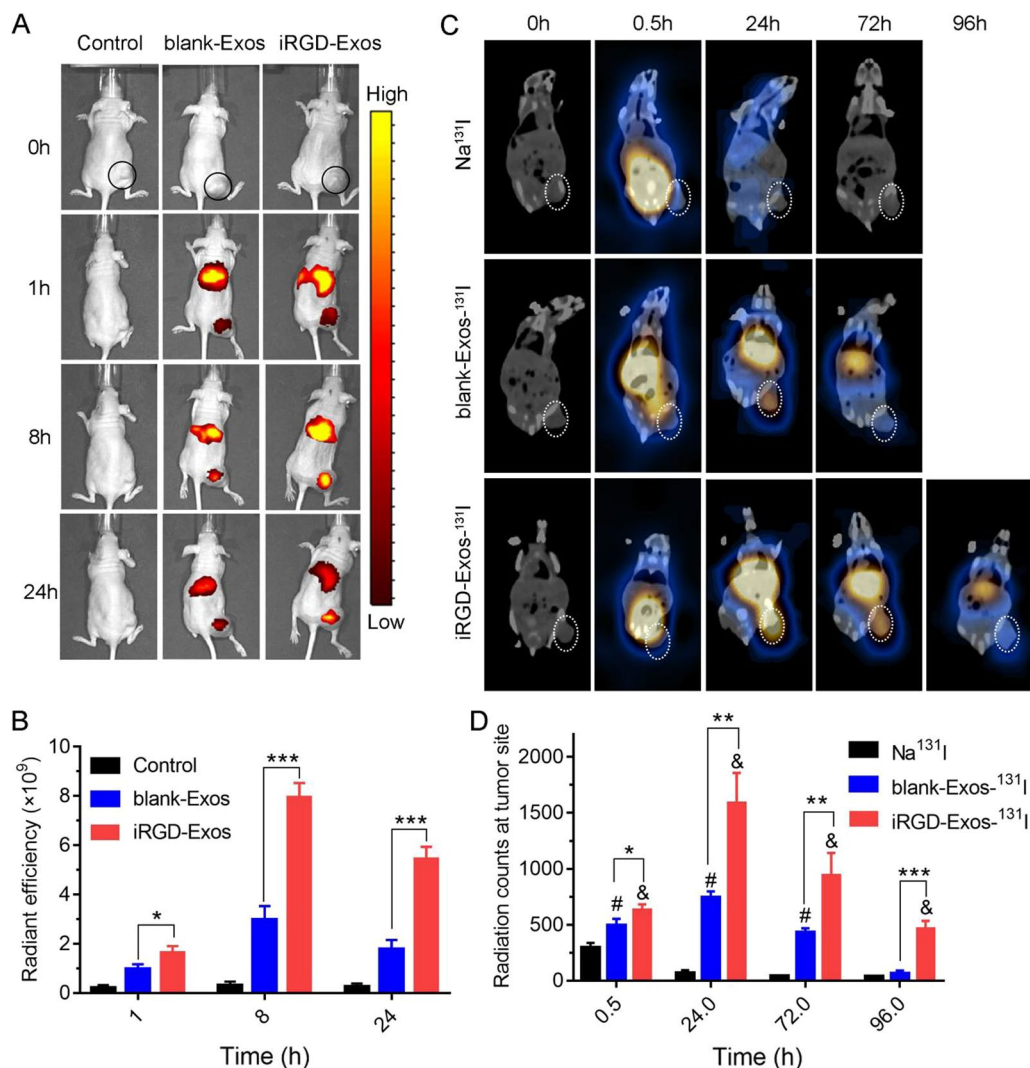 A
Control blank-Exos iRGD-Exos
High
0h
1h
8h
24h
Low
C
0h 0.5h 24h 72h 96h
Na¹³¹I
blank-Exos-¹³¹I
iRGD-Exos-¹³¹I
B
Radiant efficiency (×10⁹)
10
8
6
4
2
0
Control
blank-Exos
iRGD-Exos
*
***
***
1 8 24
Time (h)
D
Radiation counts at tumor site
2000
1500
1000
500
0
Na¹³¹I
blank-Exos-¹³¹I
iRGD-Exos-¹³¹I
*
# &
**
# &
**
# &
***
&
0.5 24.0 72.0 96.0
Time (h)